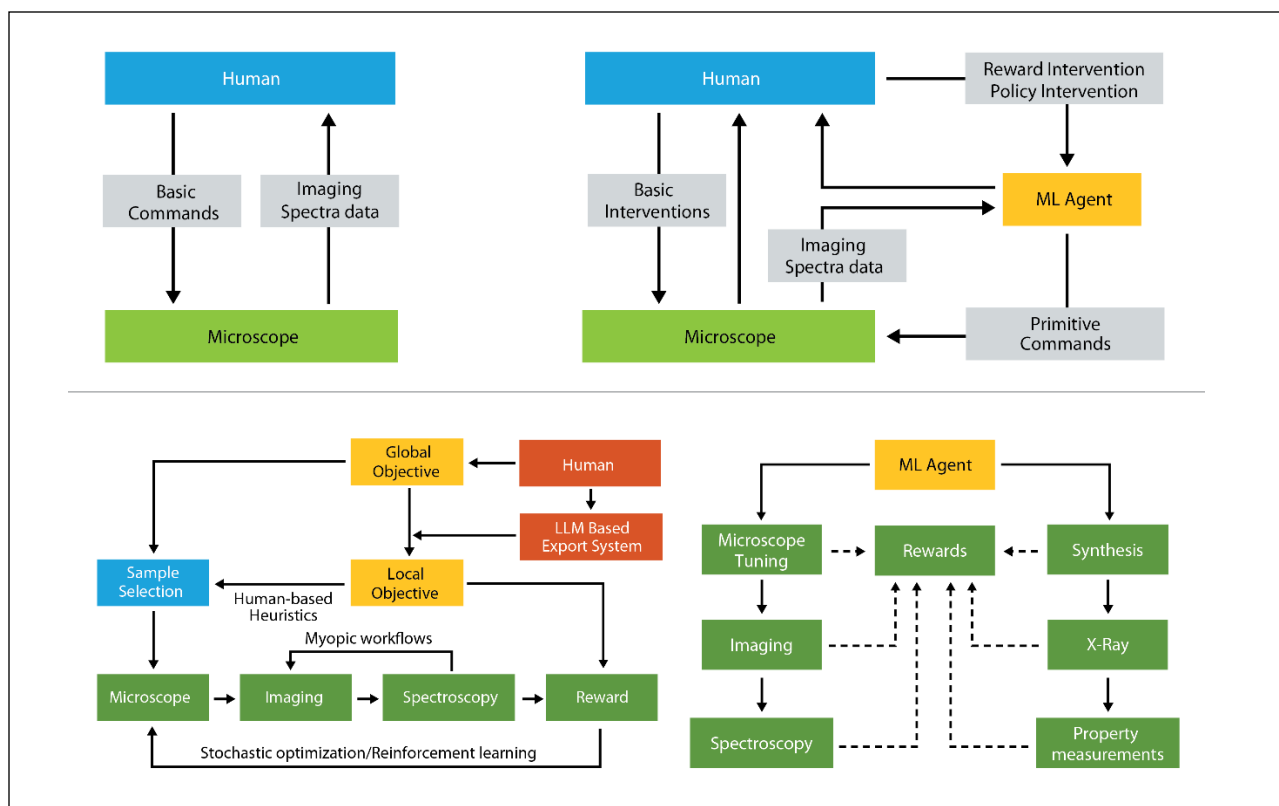 Human
Basic
Commands
Imaging
Spectra data
Microscope
Human
Reward Intervention
Policy Intervention
Basic
Interventions
ML Agent
Imaging
Spectra data
Microscope
Primitive
Commands
Global
Objective
Human
LLM Based
Export System
Sample
Selection
Local
Objective
Human-based
Heuristics
Myopic workflows
Microscope
Imaging
Spectroscopy
Reward
Stochastic optimization/Reinforcement learning
ML Agent
Microscope
Tuning
Rewards
Synthesis
Imaging
X-Ray
Spectroscopy
Property
measurements